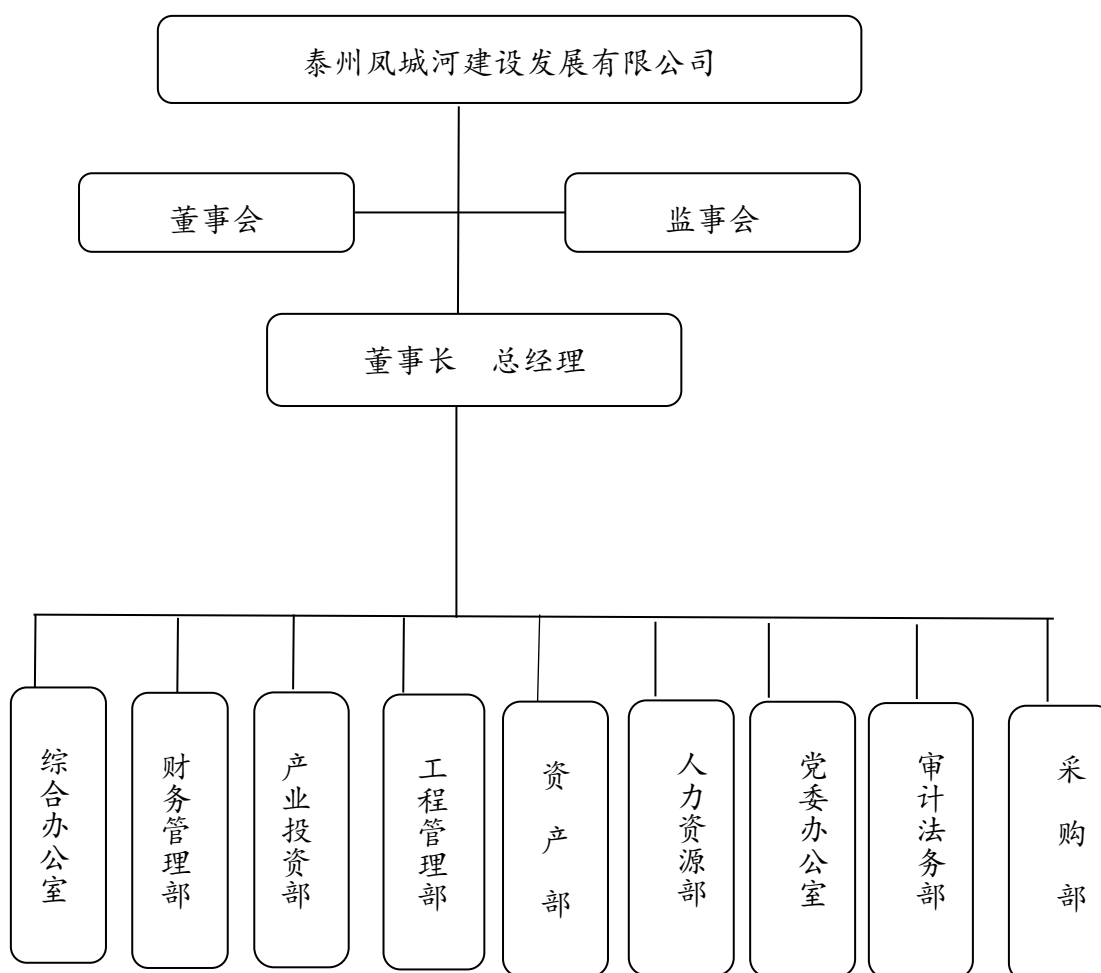 泰州凤城河建设发展有限公司
董事会
监事会
董事长 总经理
综合办公室
财务管理部
产业投资部
工程管理部
资产部
人力资源部
党委办公室
审计法务部
采购部